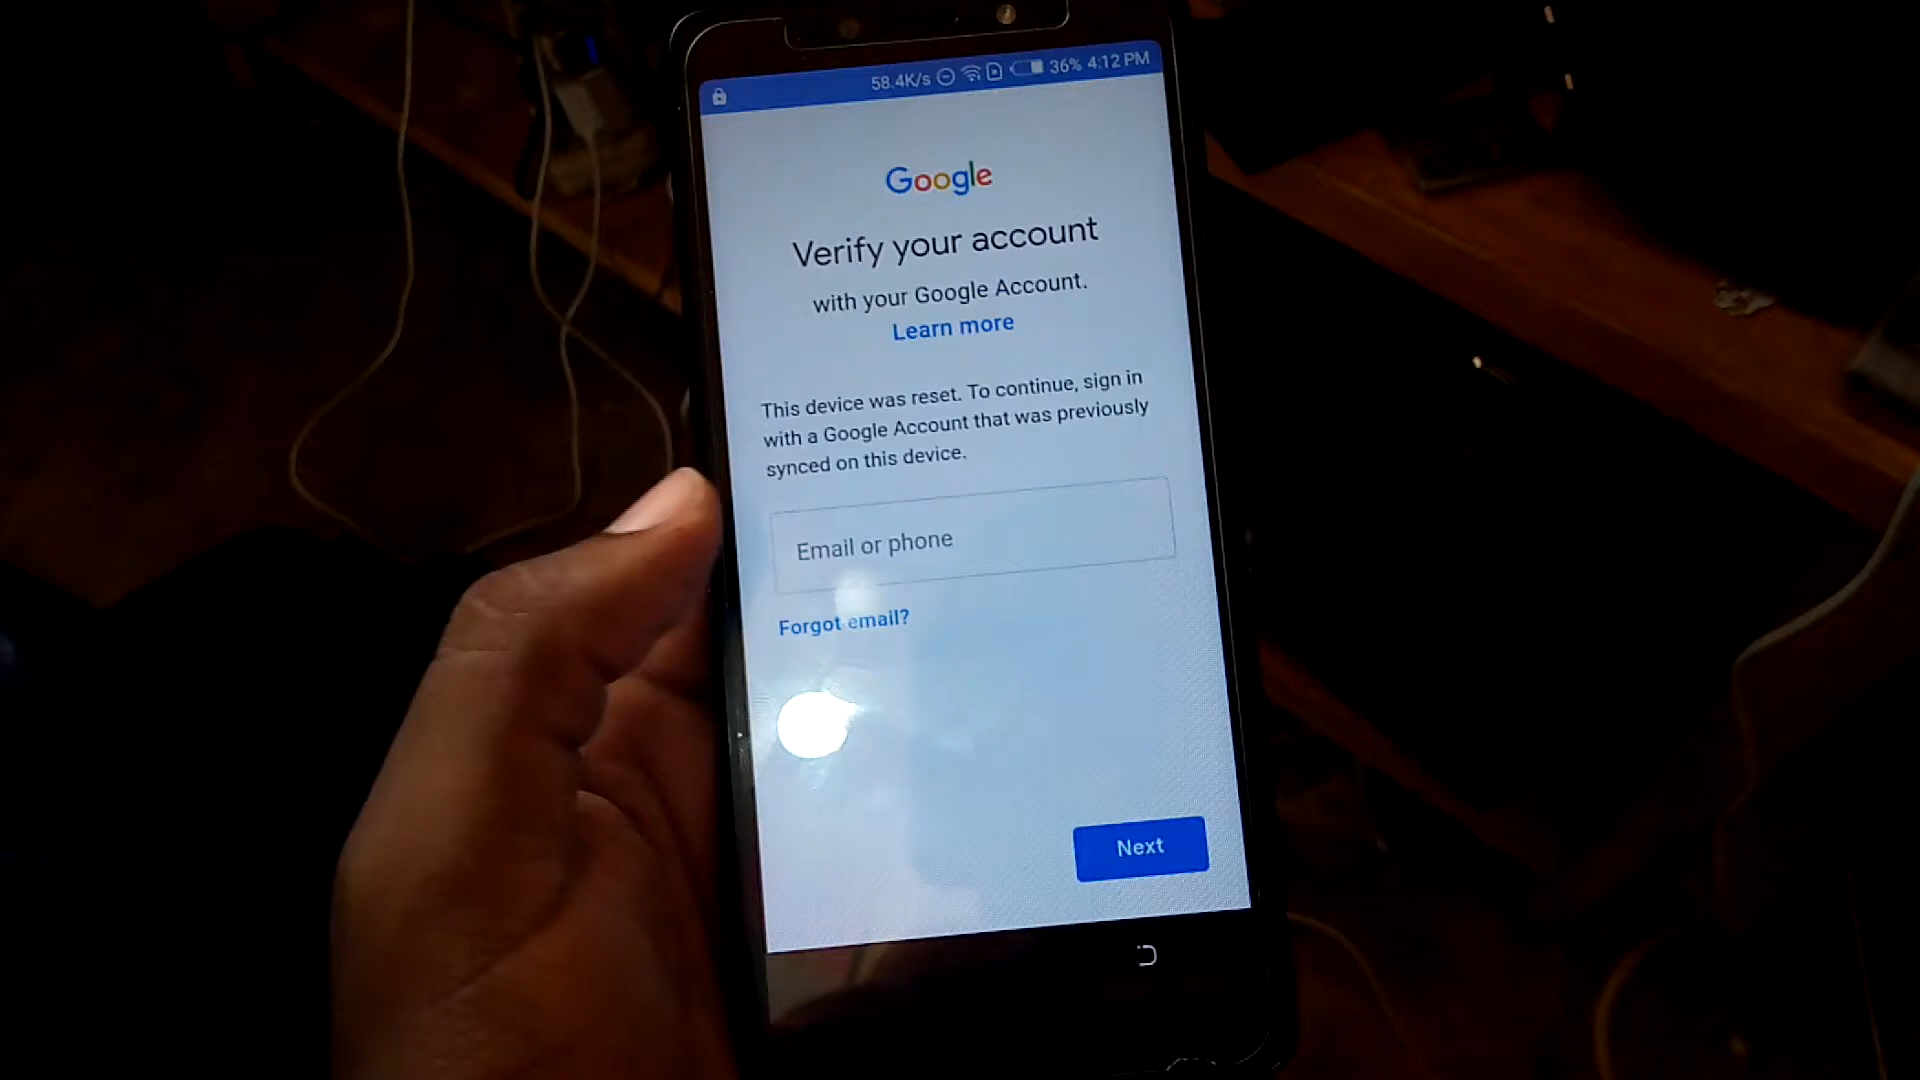 58.4K/s 36% 4:12 PM
Google
Verify your account
with your Google Account.
Learn more
This device was reset. To continue, sign in
with a Google Account that was previously
synced on this device.
Email or phone
Forgot email?
Next